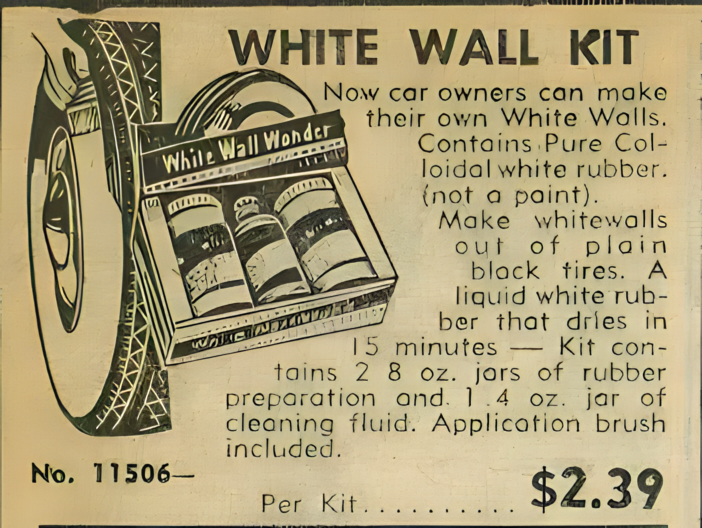 WHITE WALL KIT
White Wall Wonder
Now car owners can make
their own White Walls.
Contains Pure Col-
loidal white rubber.
(not a paint).
Make whitewalls
out of plain
black tires. A
liquid white rub-
ber that dries in
15 minutes — Kit con-
tains 2 8 oz. jars of rubber
preparation and 1 4 oz. jar of
cleaning fluid. Application brush
included.
No. 11506—
Per Kit.......... $2.39